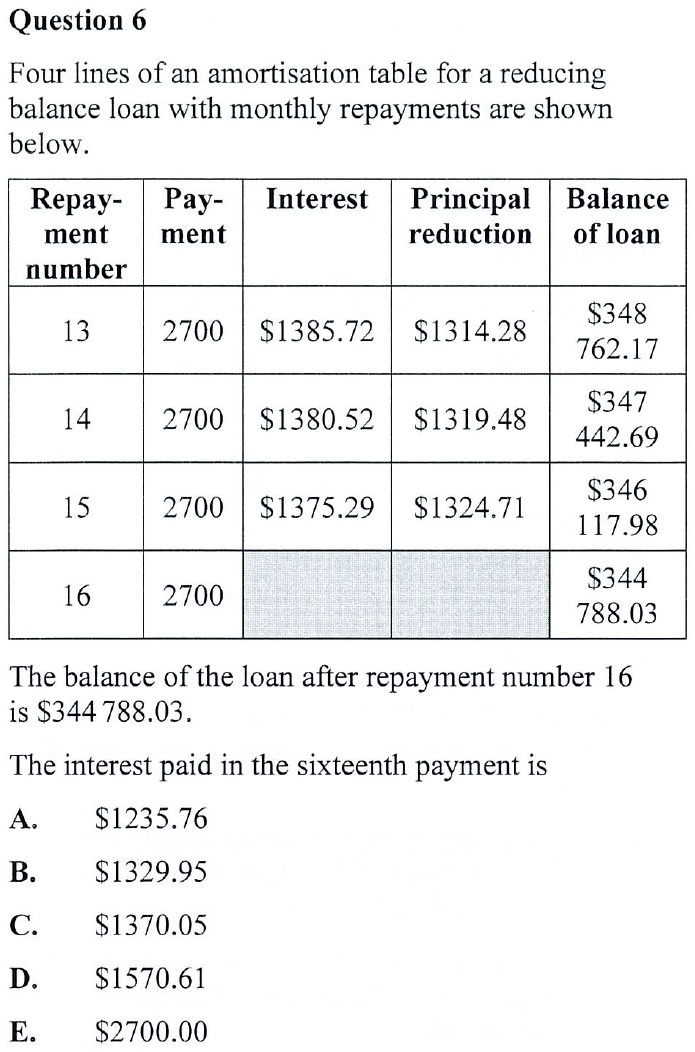 Question 6
Four lines of an amortisation table for a reducing
balance loan with monthly repayments are shown
below.
Repay- Pay- Interest Principal Balance
ment ment reduction of loan
number
13 2700 $1385.72 $1314.28 $348
762.17
14 2700 $1380.52 $1319.48 $347
442.69
15 2700 $1375.29 $1324.71 $346
117.98
16 2700 $344
788.03
The balance of the loan after repayment number 16
is $344 788.03.
The interest paid in the sixteenth payment is
A. $1235.76
B. $1329.95
C. $1370.05
D. $1570.61
E. $2700.00